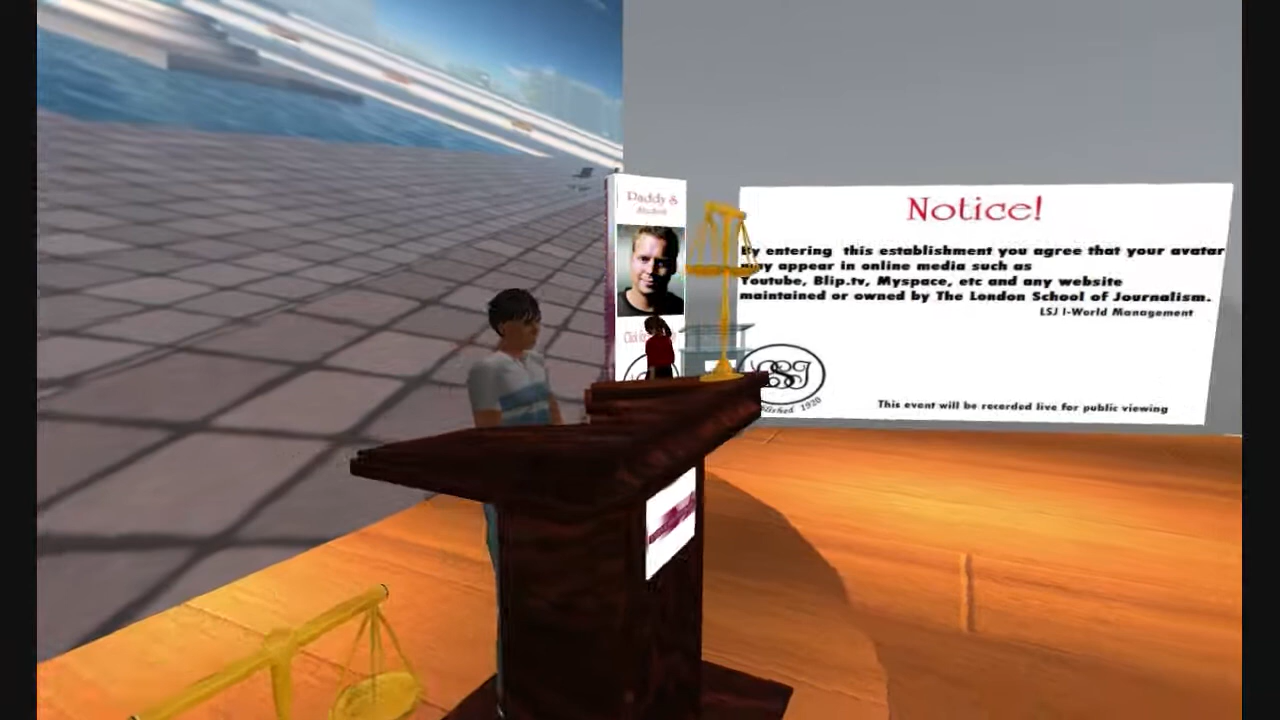 Daddy &
Notice!
By entering this establishment you agree that your avatar
may appear in online media such as
Youtube, Blip.tv, Myspace, etc and any website
maintained or owned by The London School of Journalism.
LSJ I-World Management
LSJ
1920
This event will be recorded live for public viewing